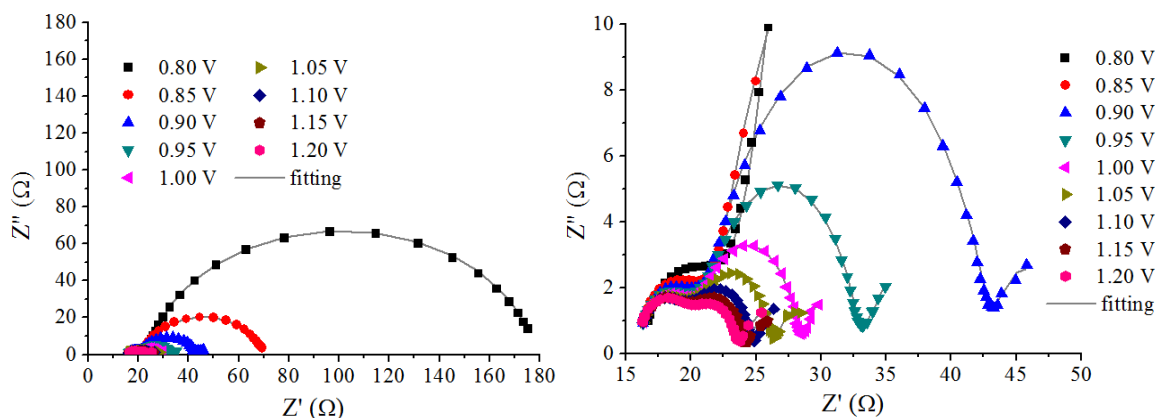 180
160
140
120
100
80
60
40
20
0
Z'' (Ω)
0.80 V
0.85 V
0.90 V
0.95 V
1.00 V
1.05 V
1.10 V
1.15 V
1.20 V
fitting
0 20 40 60 80 100 120 140 160 180
Z' (Ω)
10
8
6
4
2
0
Z'' (Ω)
0.80 V
0.85 V
0.90 V
0.95 V
1.00 V
1.05 V
1.10 V
1.15 V
1.20 V
fitting
15 20 25 30 35 40 45 50
Z' (Ω)